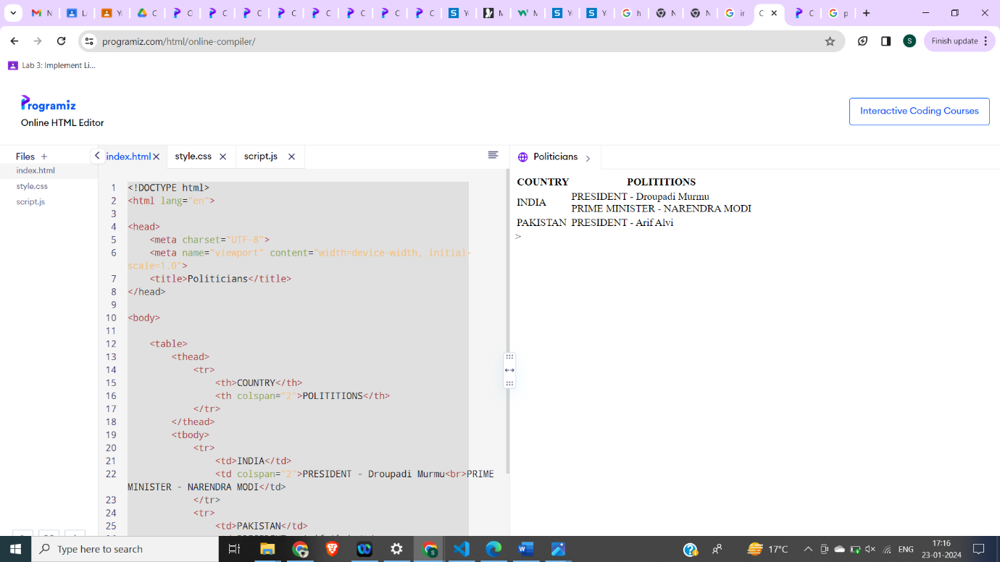 programiz.com/html/online-compiler/
Finish update
Lab 3: Implement Li...
Programiz
Online HTML Editor
Interactive Coding Courses
Files +
index.html
style.css
script.js
index.html
style.css
script.js
Politicians
1 <!DOCTYPE html>
2 <html lang="en">
3
4 <head>
5 <meta charset="UTF-8">
6 <meta name="viewport" content="width=device-width, initial-
scale=1.0">
7 <title>Politicians</title>
8 </head>
9
10 <body>
11
12 <table>
13 <thead>
14 <tr>
15 <th>COUNTRY</th>
16 <th colspan="2">POLITITIONS</th>
17 </tr>
18 </thead>
19 <tbody>
20 <tr>
21 <td>INDIA</td>
22 <td colspan="2">PRESIDENT - Droupadi Murmu<br>PRIME
MINISTER - NARENDRA MODI</td>
23 </tr>
24 <tr>
25 <td>PAKISTAN</td>
COUNTRY POLITITIONS
INDIA PRESIDENT - Droupadi Murmu
PRIME MINISTER - NARENDRA MODI
PAKISTAN PRESIDENT - Arif Alvi
>
Type here to search
17°C
ENG
17:16
23-01-2024